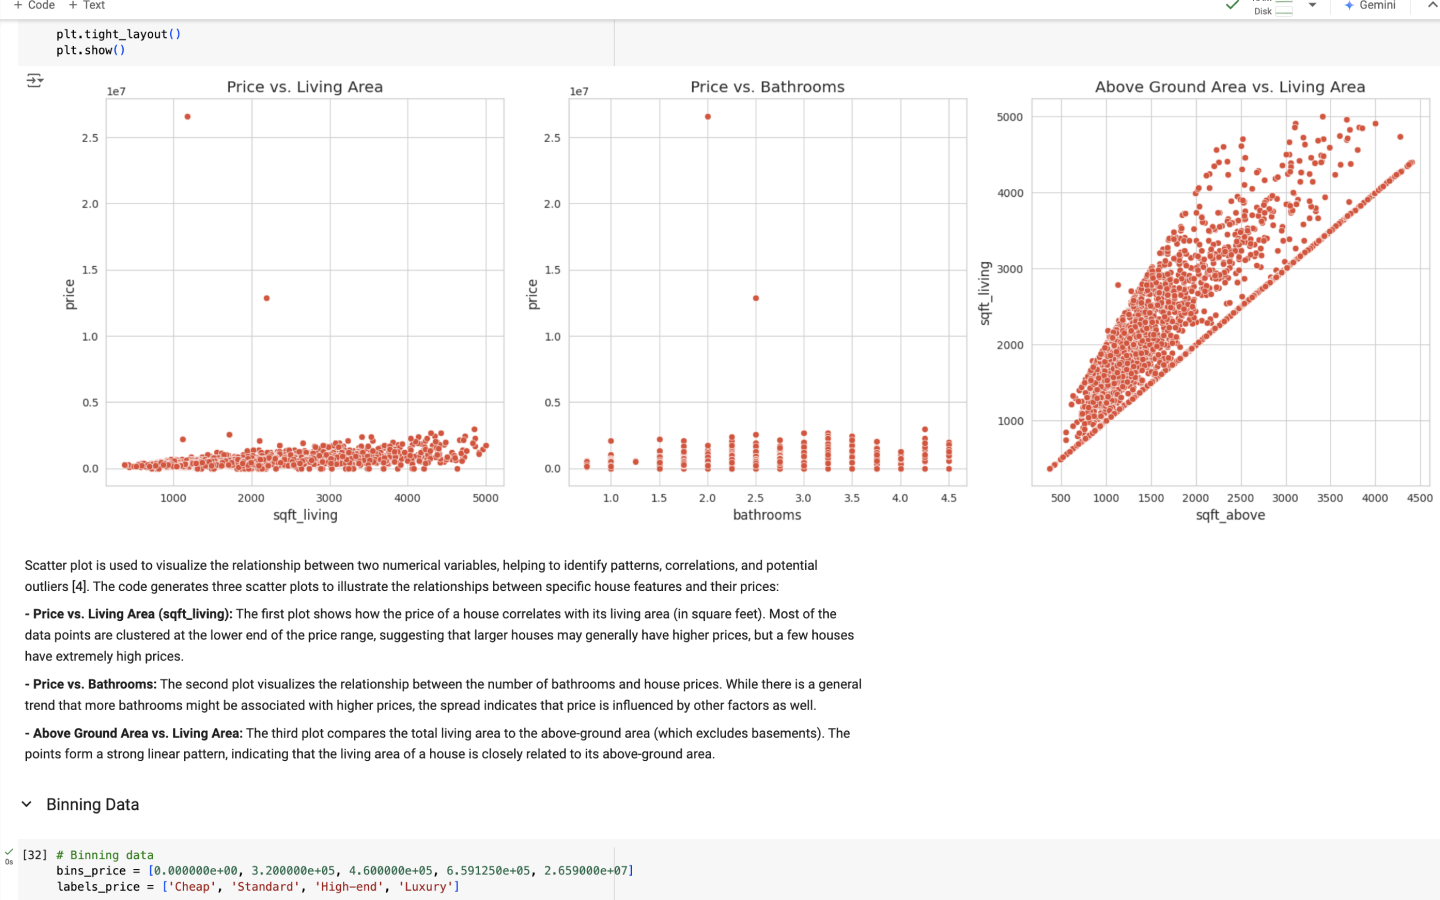 + Code + Text
Disk
Gemini
plt.tight_layout()
plt.show()
Price vs. Living Area
1e7
2.5
2.0
1.5
1.0
0.5
0.0
price
1000 2000 3000 4000 5000
sqft_living
Price vs. Bathrooms
1e7
2.5
2.0
1.5
1.0
0.5
0.0
price
1.0 1.5 2.0 2.5 3.0 3.5 4.0 4.5
bathrooms
Above Ground Area vs. Living Area
5000
4000
3000
2000
1000
sqft_living
500 1000 1500 2000 2500 3000 3500 4000 4500
sqft_above
Scatter plot is used to visualize the relationship between two numerical variables, helping to identify patterns, correlations, and potential
outliers [4]. The code generates three scatter plots to illustrate the relationships between specific house features and their prices:
- Price vs. Living Area (sqft_living): The first plot shows how the price of a house correlates with its living area (in square feet). Most of the
data points are clustered at the lower end of the price range, suggesting that larger houses may generally have higher prices, but a few houses
have extremely high prices.
- Price vs. Bathrooms: The second plot visualizes the relationship between the number of bathrooms and house prices. While there is a general
trend that more bathrooms might be associated with higher prices, the spread indicates that price is influenced by other factors as well.
- Above Ground Area vs. Living Area: The third plot compares the total living area to the above-ground area (which excludes basements). The
points form a strong linear pattern, indicating that the living area of a house is closely related to its above-ground area.
Binning Data
0s
[32] # Binning data
bins_price = [0.000000e+00, 3.200000e+05, 4.600000e+05, 6.591250e+05, 2.659000e+07]
labels_price = ['Cheap', 'Standard', 'High-end', 'Luxury']